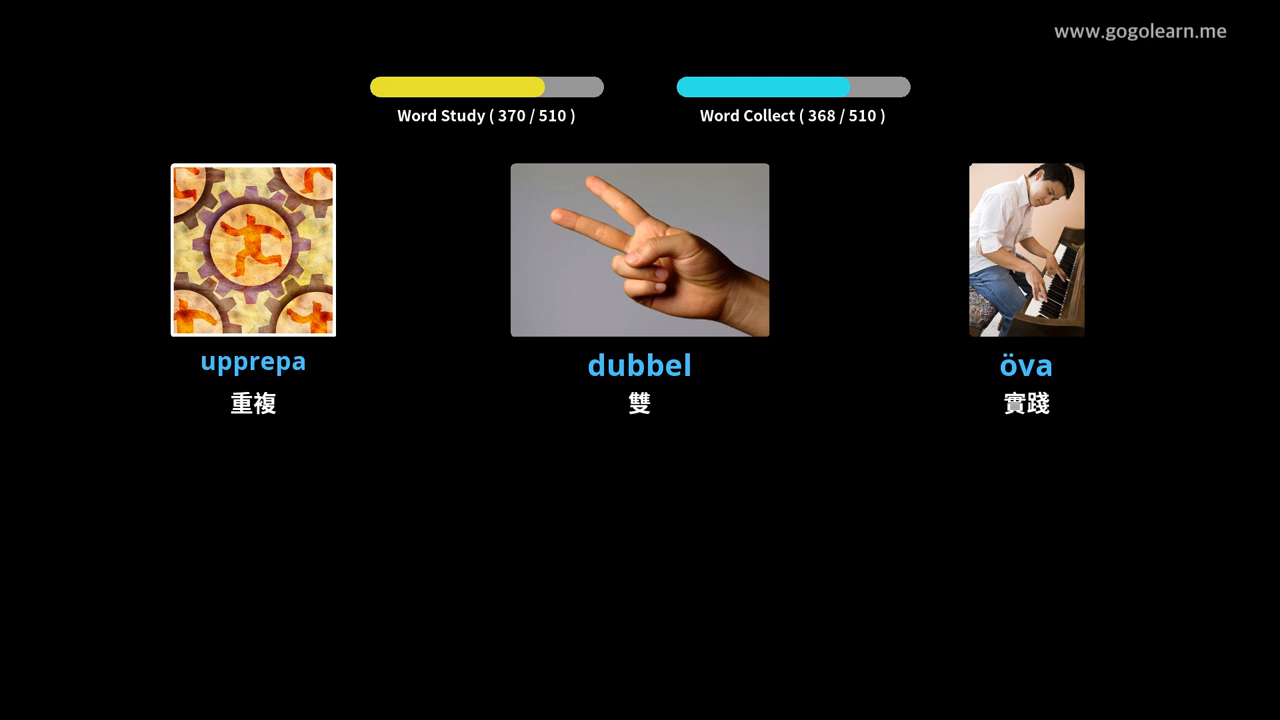 www.gogolearn.me
Word Study ( 370 / 510 )
Word Collect ( 368 / 510 )
upprepa
重複
dubbel
雙
öva
實踐